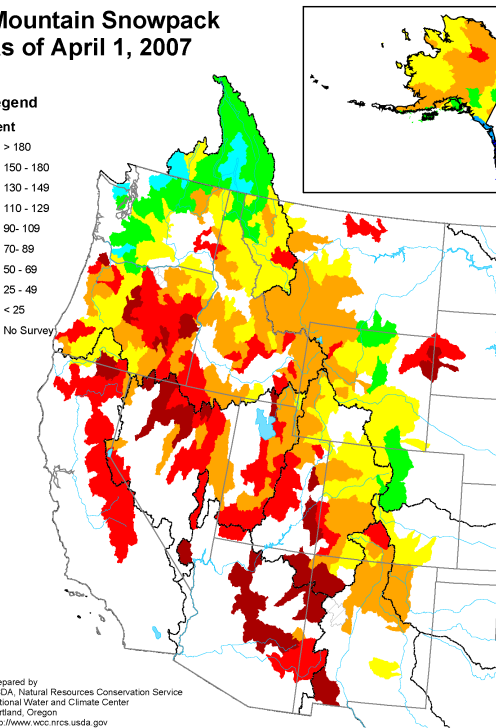 Mountain Snowpack
s of April 1, 2007
egend
ent
> 180
150 - 180
130 - 149
110 - 129
90- 109
70- 89
50 - 69
25 - 49
< 25
No Survey
epared by
DA, Natural Resources Conservation Service
tional Water and Climate Center
rtland, Oregon
p://www.wcc.nrcs.usda.gov